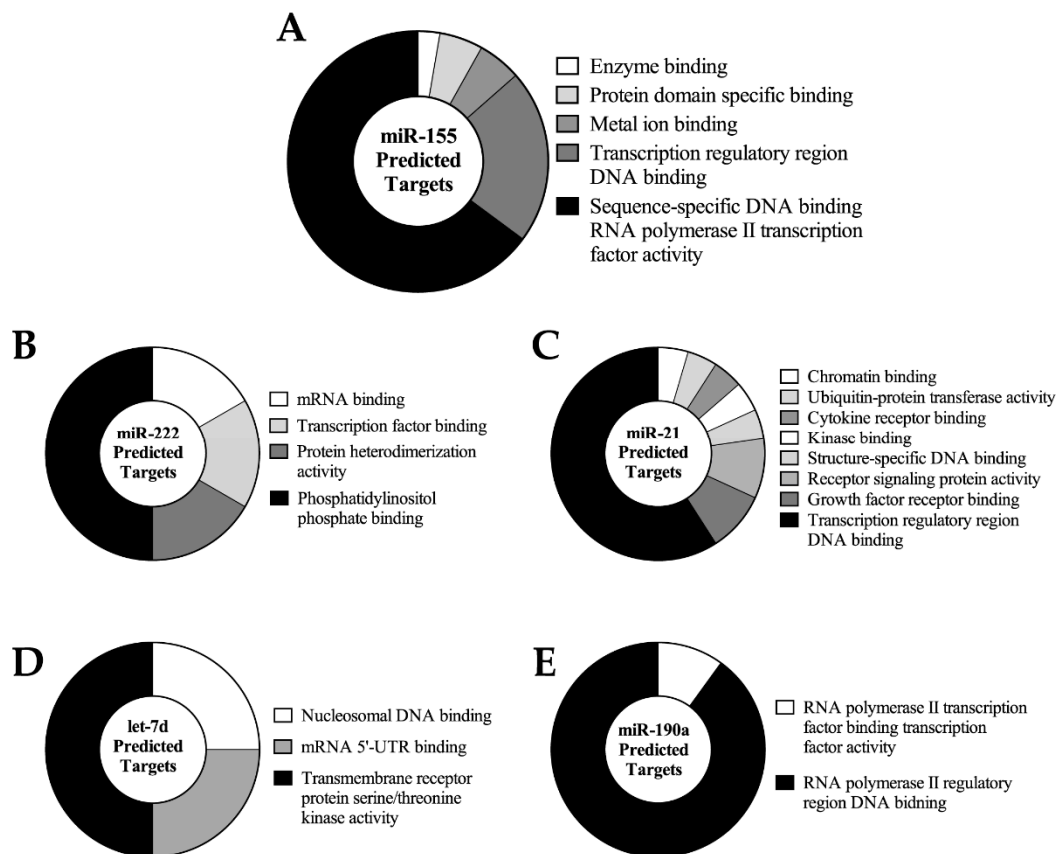 A
miR-155
Predicted
Targets
Enzyme binding
Protein domain specific binding
Metal ion binding
Transcription regulatory region
DNA binding
Sequence-specific DNA binding
RNA polymerase II transcription
factor activity
B
miR-222
Predicted
Targets
mRNA binding
Transcription factor binding
Protein heterodimerization
activity
Phosphatidylinositol
phosphate binding
C
miR-21
Predicted
Targets
Chromatin binding
Ubiquitin-protein transferase activity
Cytokine receptor binding
Kinase binding
Structure-specific DNA binding
Receptor signaling protein activity
Growth factor receptor binding
Transcription regulatory region
DNA binding
D
let-7d
Predicted
Targets
Nucleosomal DNA binding
mRNA 5'-UTR binding
Transmembrane receptor
protein serine/threonine
kinase activity
E
miR-190a
Predicted
Targets
RNA polymerase II transcription
factor binding transcription
factor activity
RNA polymerase II regulatory
region DNA bidning